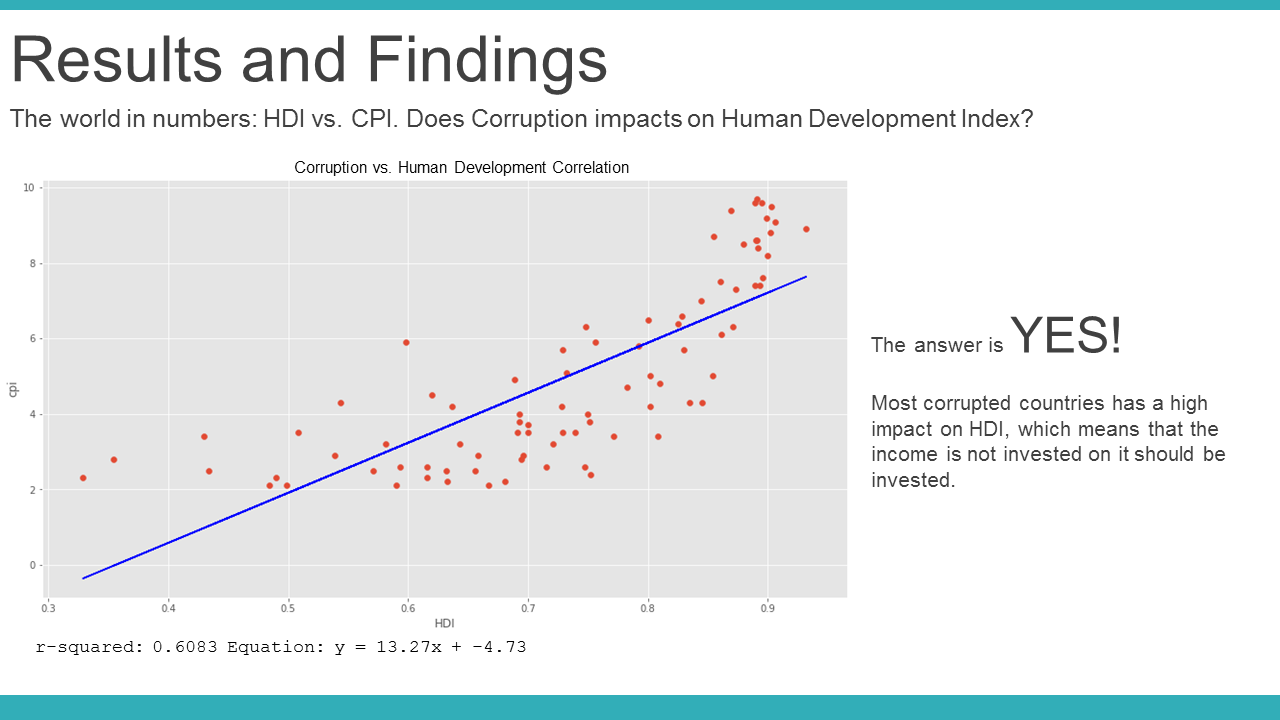 Results and Findings
The world in numbers: HDI vs. CPI. Does Corruption impacts on Human Development Index?
Corruption vs. Human Development Correlation
10
8
6
4
2
0
cpi
0.3 0.4 0.5 0.6 0.7 0.8 0.9
HDI
r-squared: 0.6083 Equation: y = 13.27x + -4.73
The answer is YES!
Most corrupted countries has a high
impact on HDI, which means that the
income is not invested on it should be
invested.